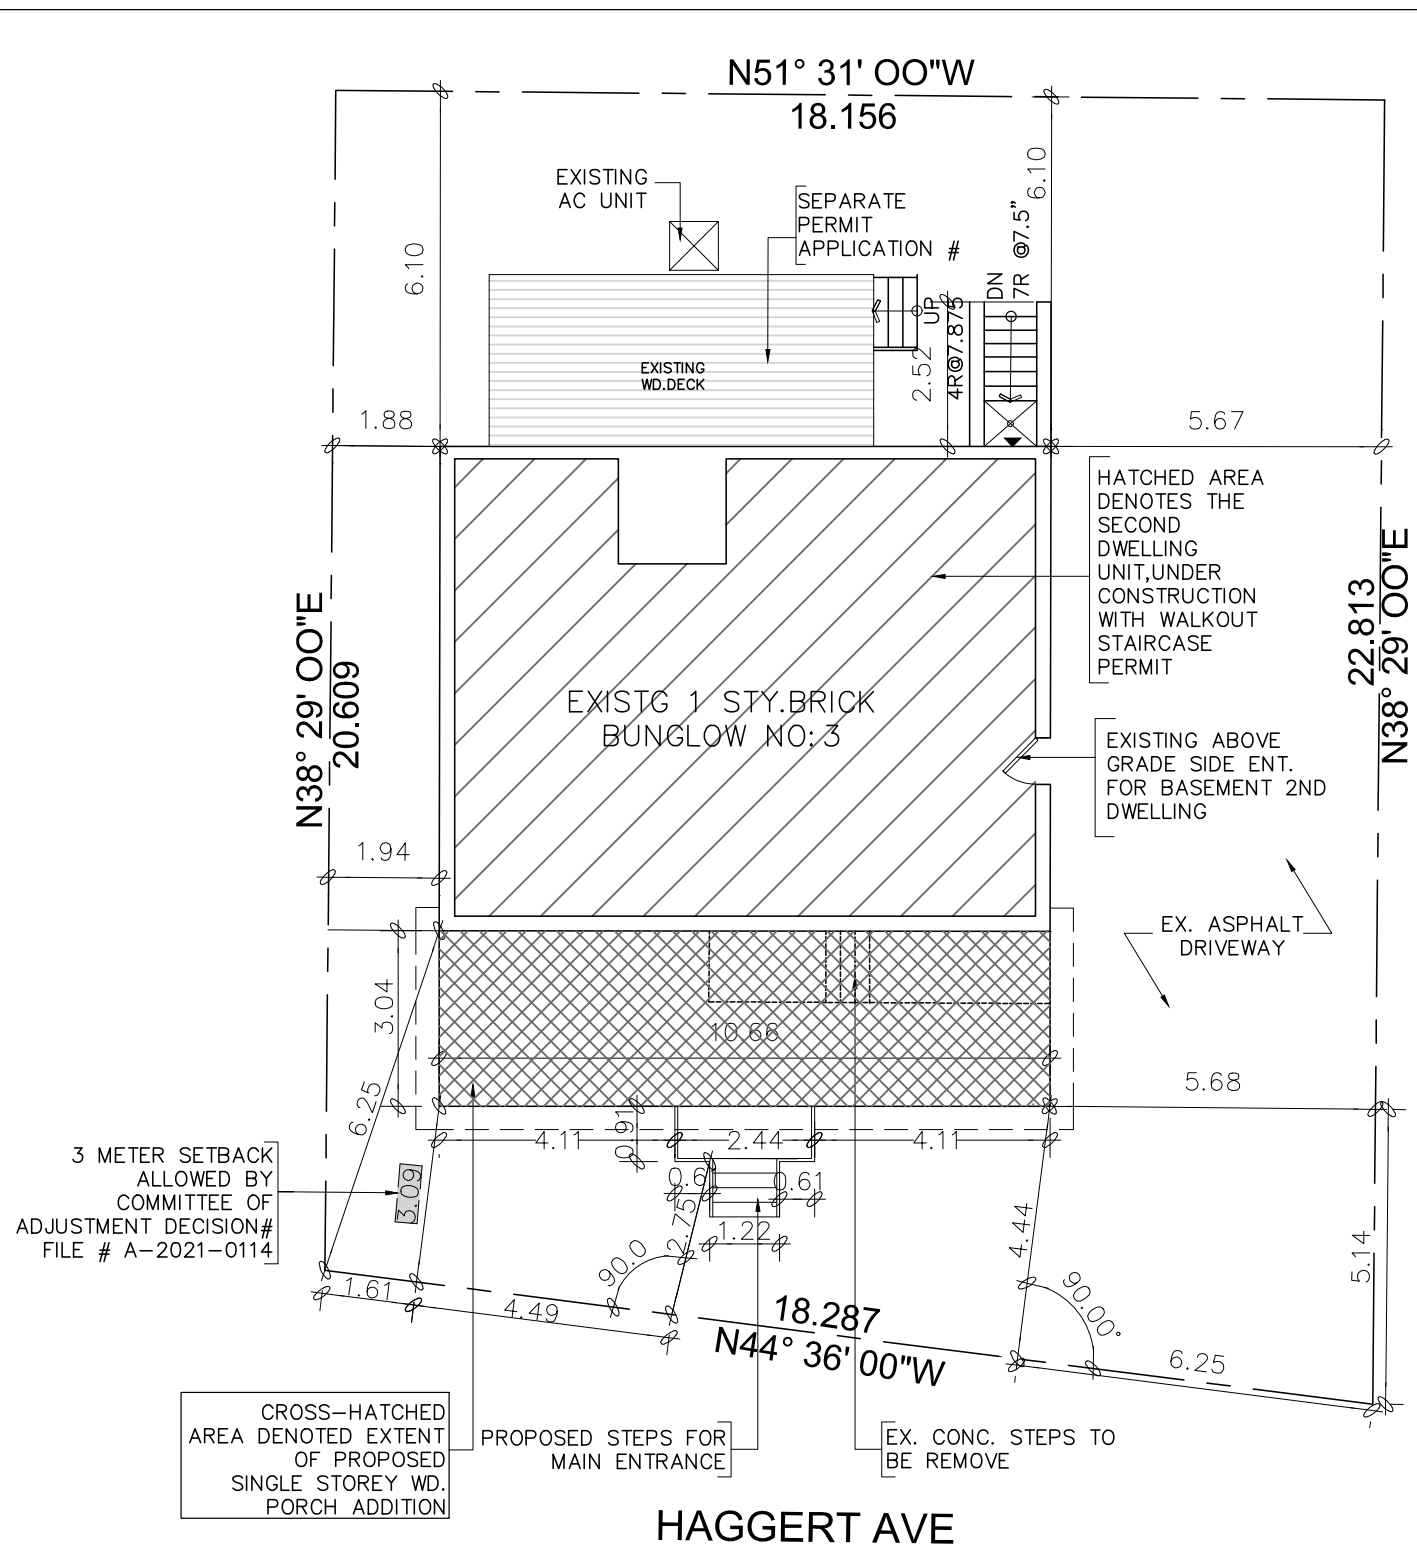 N51° 31' OO"W
18.156
EXISTING
AC UNIT
SEPARATE
PERMIT
APPLICATION #
6.10
6.10
DN
7R @7.5"
UP
4R@7.875
2.52
EXISTING
WD.DECK
1.88
5.67
HATCHED AREA
DENOTES THE
SECOND
DWELLING
UNIT,UNDER
CONSTRUCTION
WITH WALKOUT
STAIRCASE
PERMIT
N38° 29' OO"E
20.609
22.813
N38° 29' OO"E
EXISTG 1 STY.BRICK
BUNGLOW NO:3
EXISTING ABOVE
GRADE SIDE ENT.
FOR BASEMENT 2ND
DWELLING
1.94
EX. ASPHALT
DRIVEWAY
3.04
10.66
6.25
5.68
0.91
4.11
2.44
4.11
3 METER SETBACK
ALLOWED BY
COMMITTEE OF
ADJUSTMENT DECISION#
FILE # A-2021-0114
3.09
0.6
0.61
2.75
1.22
4.44
5.14
90.0
90.00°
1.61
4.49
18.287
N44° 36' 00"W
6.25
CROSS-HATCHED
AREA DENOTED EXTENT
OF PROPOSED
SINGLE STOREY WD.
PORCH ADDITION
PROPOSED STEPS FOR
MAIN ENTRANCE
EX. CONC. STEPS TO
BE REMOVE
HAGGERT AVE